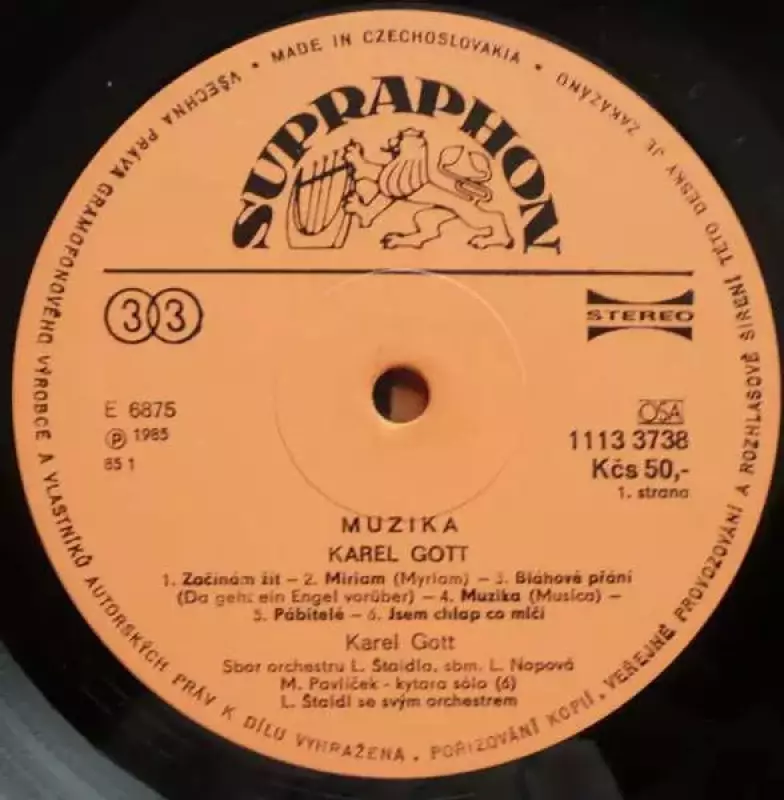 • MADE IN CZECHOSLOVAKIA •
SUPRAPHON
33
STEREO
E 6875
Ⓟ 1985
85 1
OSA
1113 3738
Kčs 50,-
1. strana
MUZIKA
KAREL GOTT
1. Začínám žít – 2. Miriam (Myriam) – 3. Bláhové přání
(Da geht ein Engel vorüber) – 4. Muzika (Musica) –
5. Pábitelé – 6. Jsem chlap co mlčí
Karel Gott
Sbor orchestru L. Štaidla, sbm. L. Nopová
M. Pavlíček - kytara sólo (6)
L. Štaidl se svým orchestrem
VŠECHNA PRÁVA GRAMOFONOVÉHO VÝROBCE A VLASTNÍKŮ AUTORSKÝCH PRÁV K DÍLU VYHRAŽENA. POŘIZOVÁNÍ KOPIÍ, VEŘEJNÉ PROVOZOVÁNÍ A ROZHLASOVÉ ŠÍŘENÍ TÉTO DESKY JE ZAKÁZÁNO